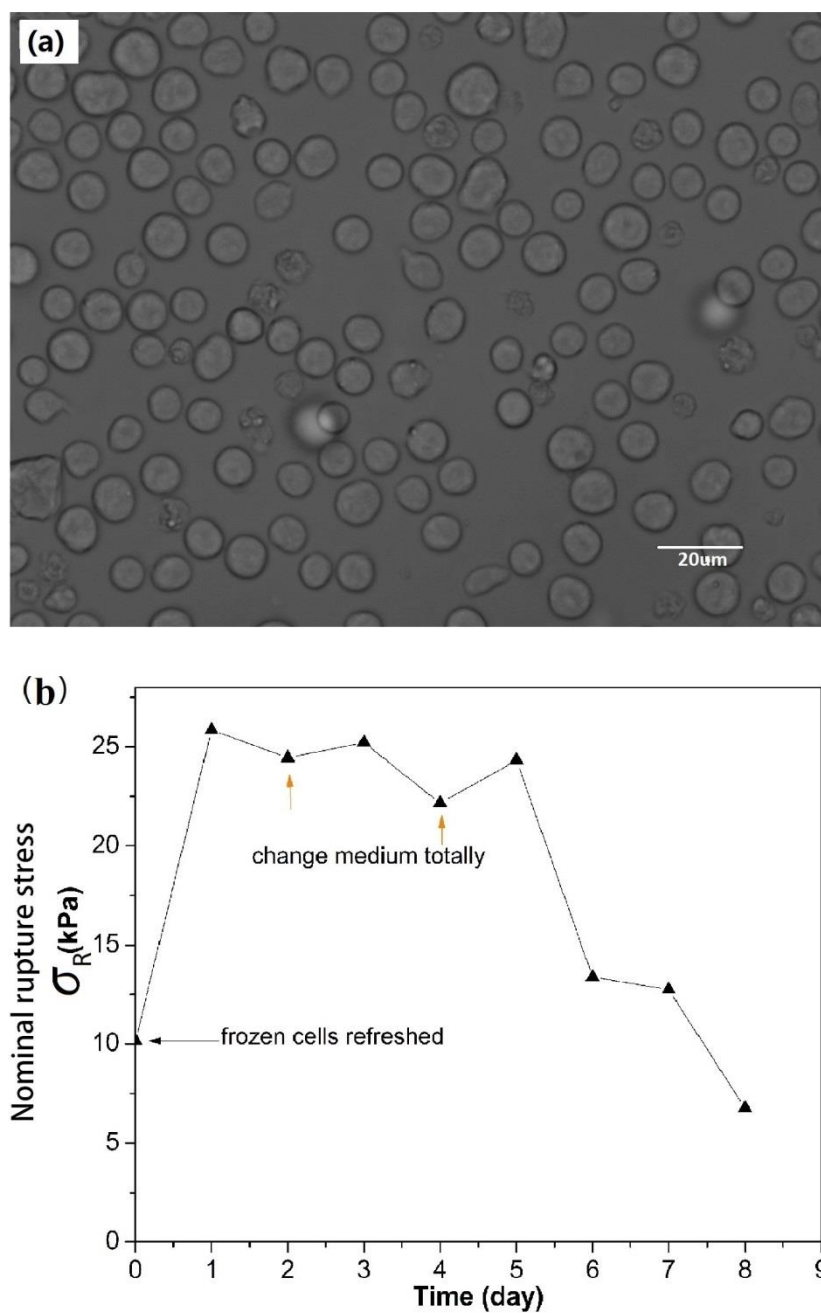 (a)
20um
(b)
Nominal rupture stress
σR(kPa)
25
20
15
10
5
0
change medium totally
frozen cells refreshed
0 1 2 3 4 5 6 7 8 9
Time (day)